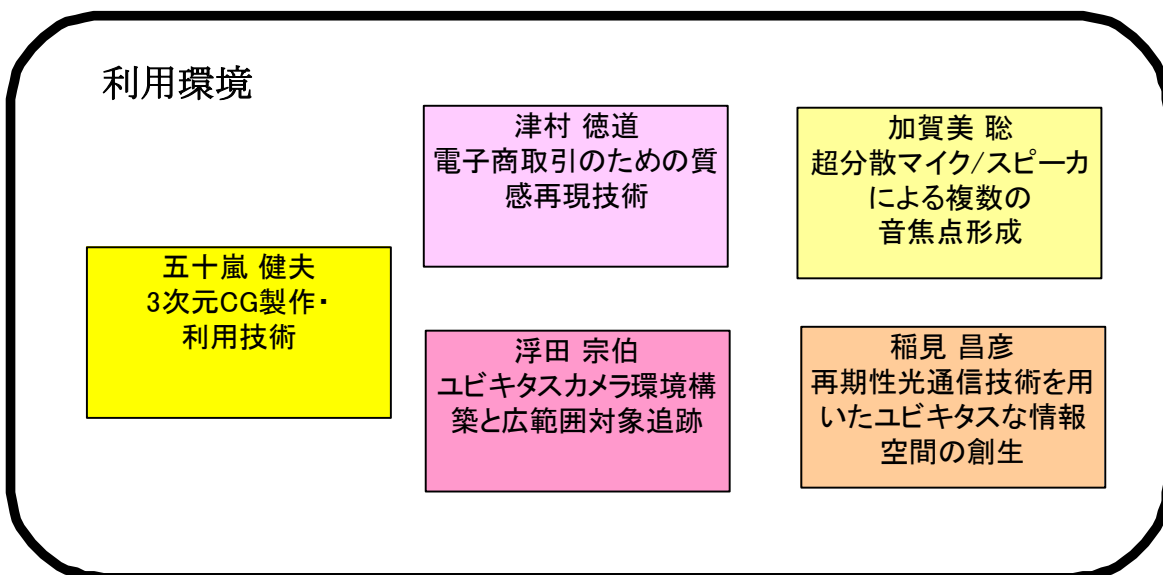 利用環境
五十嵐 健夫
3次元CG製作・
利用技術
津村 徳道
電子商取引のための質
感再現技術
浮田 宗伯
ユビキタスカメラ環境構
築と広範囲対象追跡
加賀美 聡
超分散マイク/スピーカ
による複数の
音焦点形成
稲見 昌彦
再期性光通信技術を用
いたユビキタスな情報
空間の創生